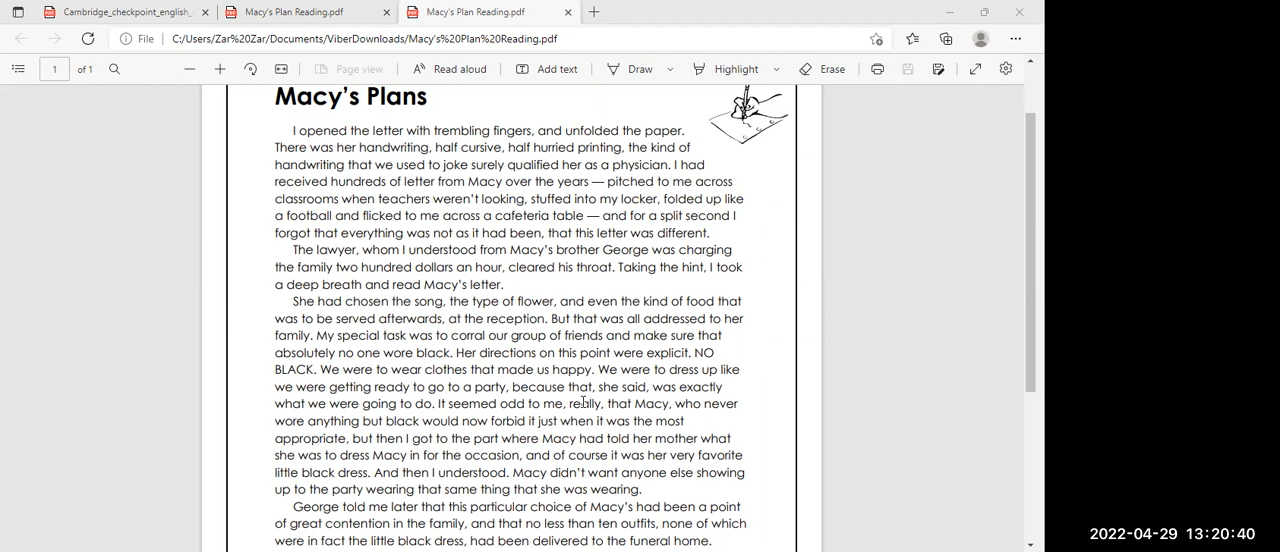 Cambridge_checkpoint_english_
Macy's Plan Reading.pdf
Macy's Plan Reading.pdf
File C:/Users/Zar%20Zar/Documents/ViberDownloads/Macy's%20Plan%20Reading.pdf
1 of 1 Page view Read aloud Add text Draw Highlight Erase
Macy's Plans
I opened the letter with trembling fingers, and unfolded the paper.
There was her handwriting, half cursive, half hurried printing, the kind of
handwriting that we used to joke surely qualified her as a physician. I had
received hundreds of letter from Macy over the years — pitched to me across
classrooms when teachers weren't looking, stuffed into my locker, folded up like
a football and flicked to me across a cafeteria table — and for a split second I
forgot that everything was not as it had been, that this letter was different.
The lawyer, whom I understood from Macy's brother George was charging
the family two hundred dollars an hour, cleared his throat. Taking the hint, I took
a deep breath and read Macy's letter.
She had chosen the song, the type of flower, and even the kind of food that
was to be served afterwards, at the reception. But that was all addressed to her
family. My special task was to corral our group of friends and make sure that
absolutely no one wore black. Her directions on this point were explicit. NO
BLACK. We were to wear clothes that made us happy. We were to dress up like
we were getting ready to go to a party, because that, she said, was exactly
what we were going to do. It seemed odd to me, really, that Macy, who never
wore anything but black would now forbid it just when it was the most
appropriate, but then I got to the part where Macy had told her mother what
she was to dress Macy in for the occasion, and of course it was her very favorite
little black dress. And then I understood. Macy didn't want anyone else showing
up to the party wearing that same thing that she was wearing.
George told me later that this particular choice of Macy's had been a point
of great contention in the family, and that no less than ten outfits, none of which
were in fact the little black dress, had been delivered to the funeral home.
2022-04-29 13:20:40